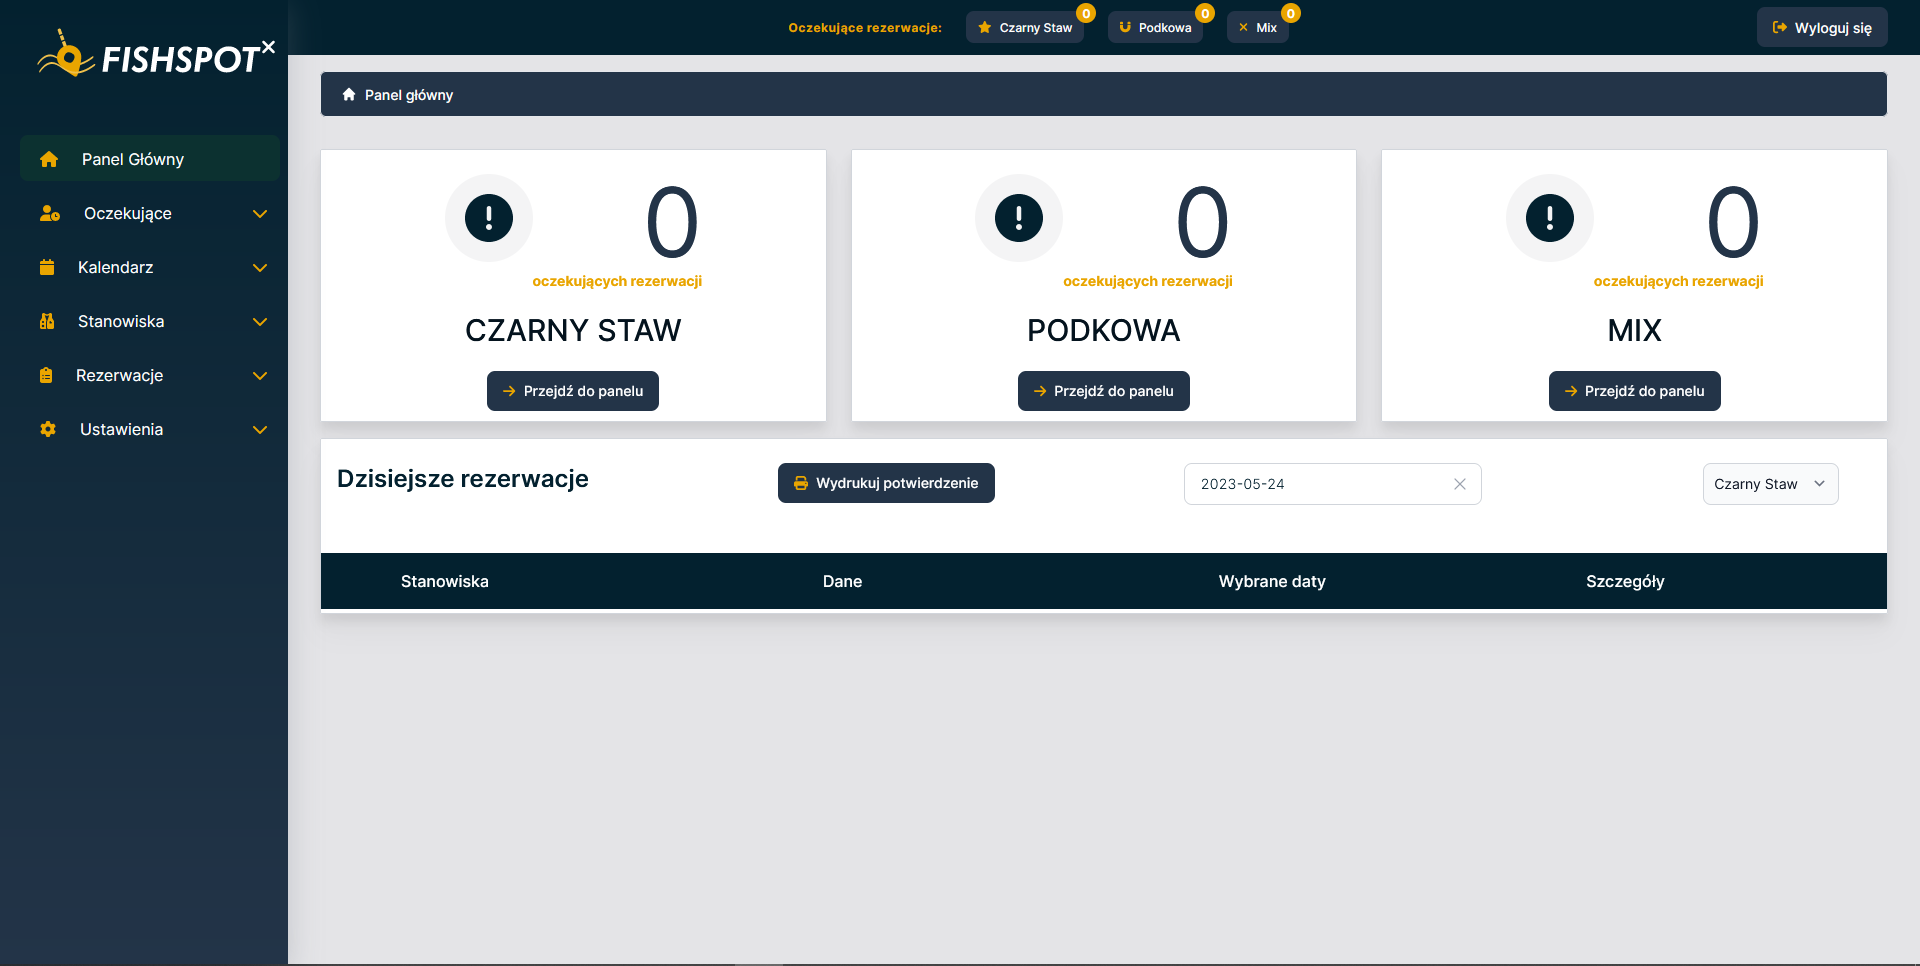 FISHSPOT
Oczekujące rezerwacje:
Czarny Staw
0
Podkowa
0
Mix
0
Wyloguj się
Panel główny
Panel Główny
Oczekujące
Kalendarz
Stanowiska
Rezerwacje
Ustawienia
0
oczekujących rezerwacji
CZARNY STAW
Przejdź do panelu
0
oczekujących rezerwacji
PODKOWA
Przejdź do panelu
0
oczekujących rezerwacji
MIX
Przejdź do panelu
Dzisiejsze rezerwacje
Wydrukuj potwierdzenie
2023-05-24
Czarny Staw
Stanowiska
Dane
Wybrane daty
Szczegóły